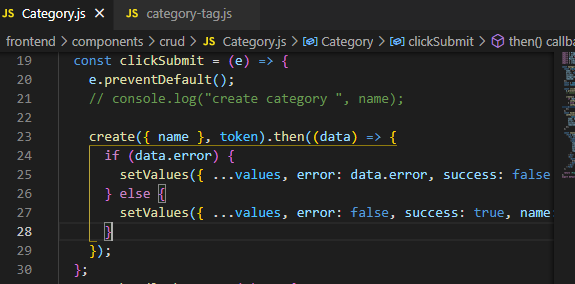 JS Category.js × JS category-tag.js
frontend > components > crud > JS Category.js > Category > clickSubmit > then() callba
19 const clickSubmit = (e) => {
20 e.preventDefault();
21 // console.log("create category ", name);
22
23 create({ name }, token).then((data) => {
24 if (data.error) {
25 setValues({ ...values, error: data.error, success: false
26 } else {
27 setValues({ ...values, error: false, success: true, name
28 }
29 });
30 };